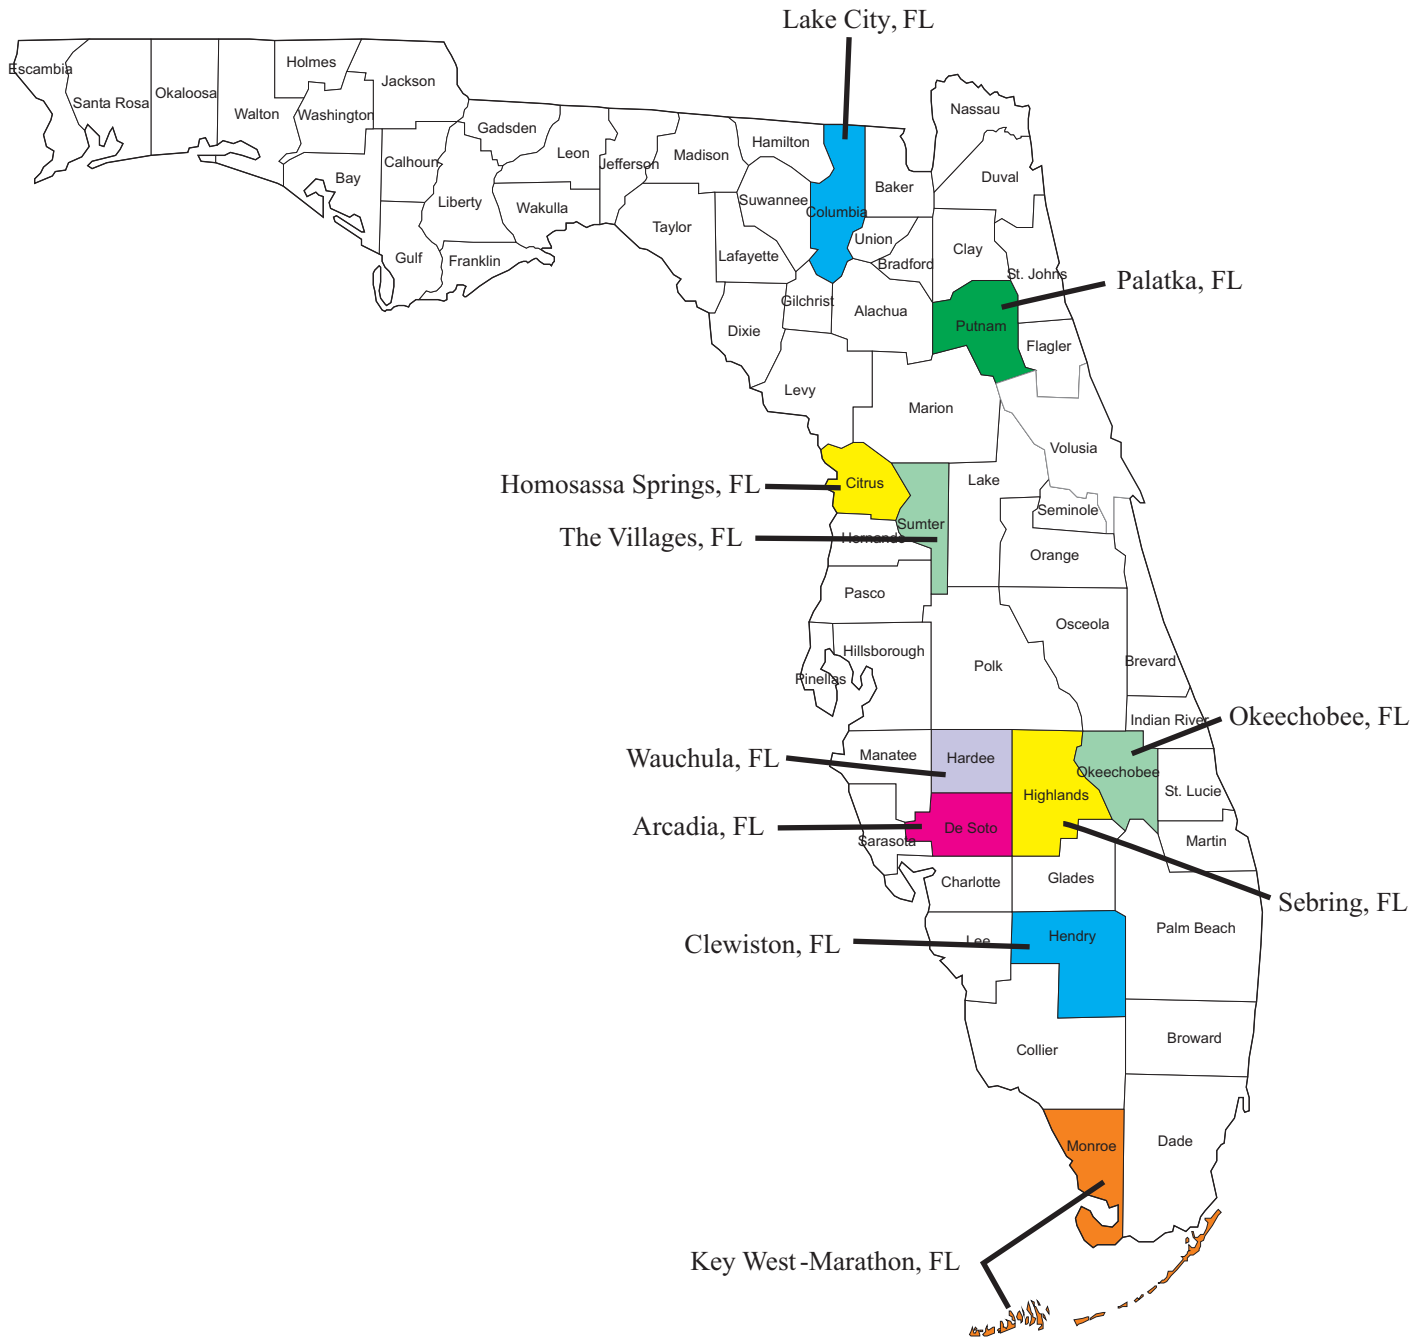 Lake City, FL
Escambia
Santa Rosa
Okaloosa
Walton
Holmes
Washington
Jackson
Bay
Calhoun
Gulf
Liberty
Franklin
Gadsden
Leon
Wakulla
Jefferson
Madison
Taylor
Hamilton
Suwannee
Lafayette
Columbia
Baker
Nassau
Duval
Union
Bradford
Clay
St. Johns
Palatka, FL
Dixie
Gilchrist
Alachua
Putnam
Flagler
Levy
Marion
Volusia
Homosassa Springs, FL
Citrus
Lake
Sumter
Seminole
The Villages, FL
Hernando
Orange
Pasco
Osceola
Hillsborough
Pinellas
Polk
Brevard
Indian River
Okeechobee, FL
Wauchula, FL
Manatee
Hardee
Okeechobee
Highlands
St. Lucie
Arcadia, FL
Sarasota
De Soto
Martin
Charlotte
Glades
Sebring, FL
Clewiston, FL
Lee
Hendry
Palm Beach
Collier
Broward
Monroe
Dade
Key West-Marathon, FL